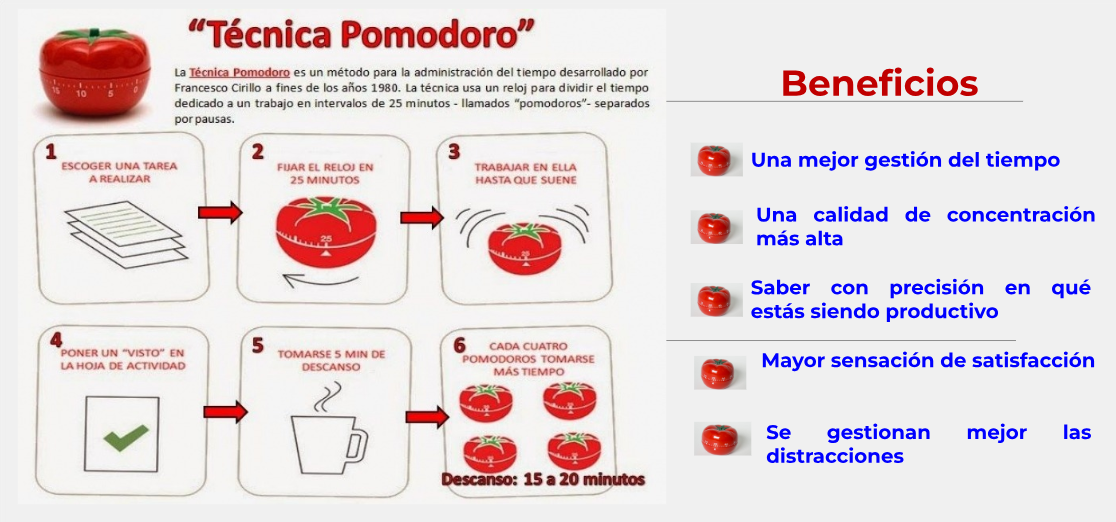 “Técnica Pomodoro”
La Técnica Pomodoro es un método para la administración del tiempo desarrollado por
Francesco Cirillo a fines de los años 1980. La técnica usa un reloj para dividir el tiempo
dedicado a un trabajo en intervalos de 25 minutos - llamados “pomodoros”- separados
por pausas.
15 10 5 0
1
ESCOGER UNA TAREA
A REALIZAR
2
FIJAR EL RELOJ EN
25 MINUTOS
25
3
TRABAJAR EN ELLA
HASTA QUE SUENE
25
4
PONER UN “VISTO” EN
LA HOJA DE ACTIVIDAD
5
TOMARSE 5 MIN DE
DESCANSO
6
CADA CUATRO
POMODOROS TOMARSE
MÁS TIEMPO
Descanso: 15 a 20 minutos
Beneficios
Una mejor gestión del tiempo
Una calidad de concentración
más alta
Saber con precisión en qué
estás siendo productivo
Mayor sensación de satisfacción
Se gestionan mejor las
distracciones